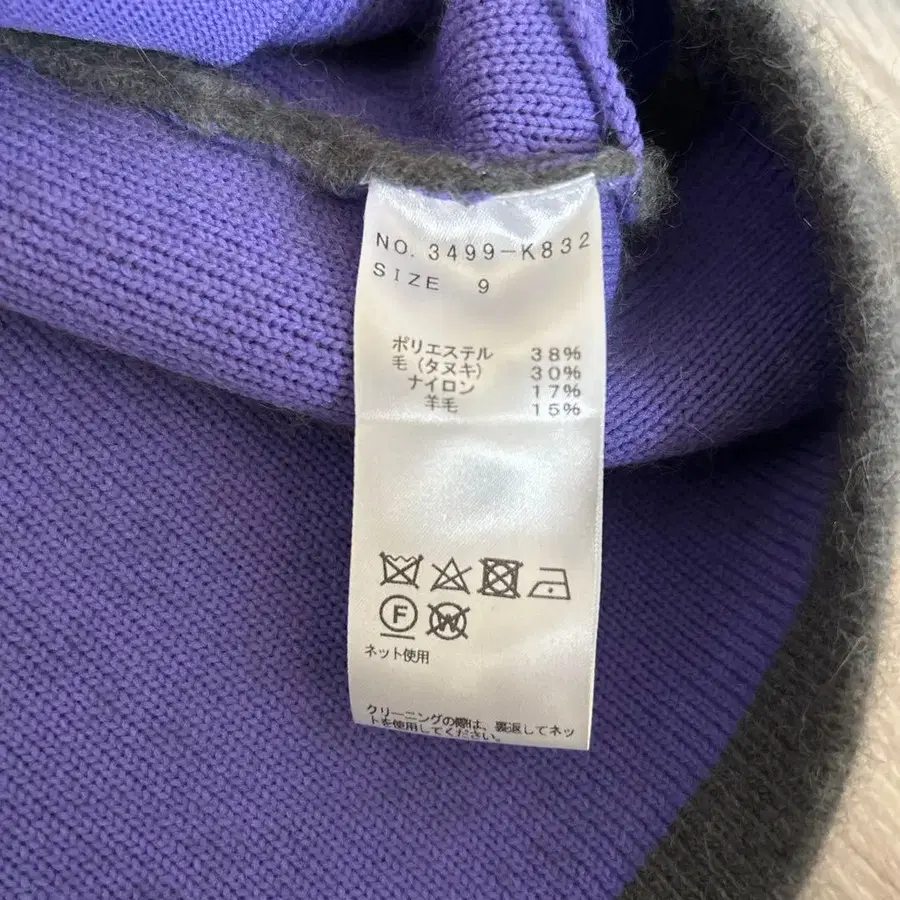 NO. 3499-K832
SIZE 9
ポリエステル 38%
毛(タヌキ) 30%
ナイロン 17%
羊毛 15%
F W
ネット使用
クリーニングの際は、裏返してネッ
トを使用してください。